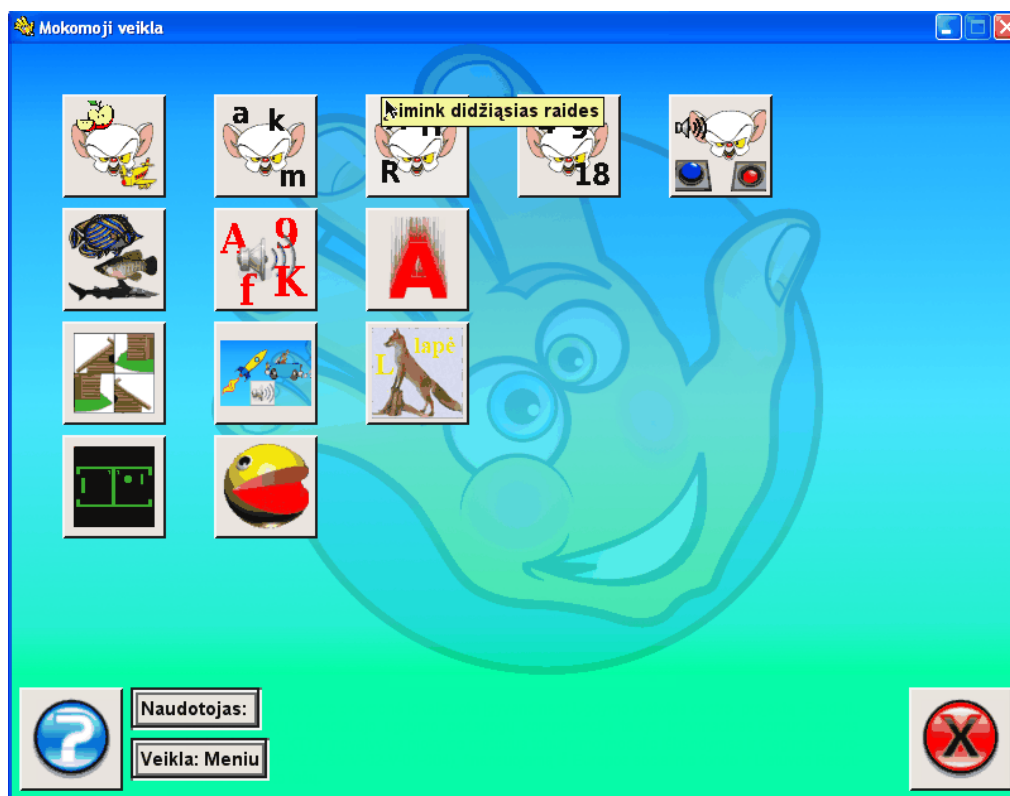 Mokomoji veikla
a k
m
imink didžiąsias raides
R
18
A 9
f K
A
L lapė
Naudotojas:
Veikla: Meniu
X